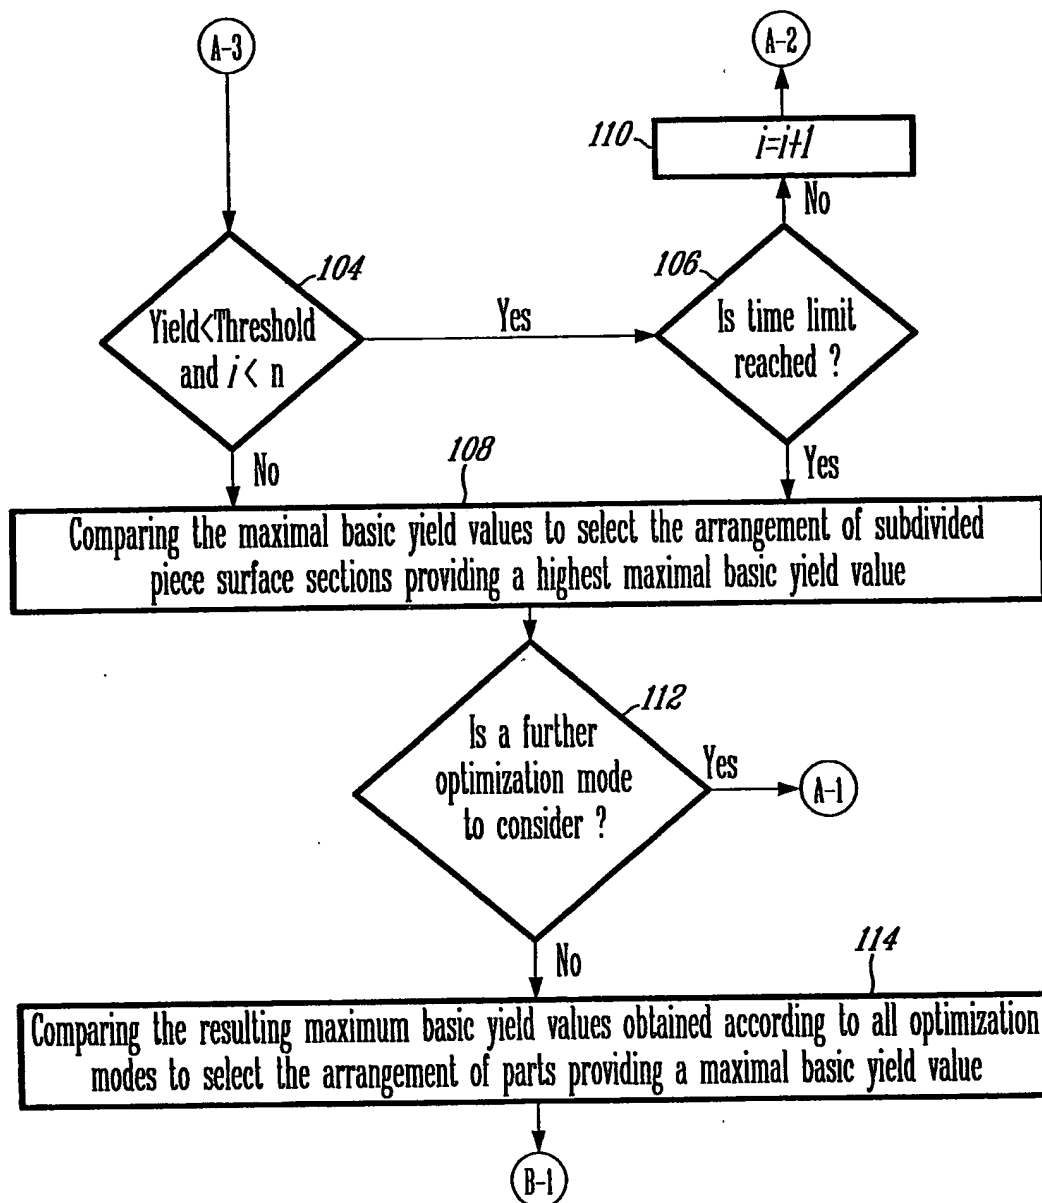 A-3
A-2
110
i=i+1
No
104
106
Yield<Threshold
and i < n
Yes
Is time limit
reached ?
No
108
Yes
Comparing the maximal basic yield values to select the arrangement of subdivided
piece surface sections providing a highest maximal basic yield value
112
Is a further
optimization mode
to consider ?
Yes
A-1
No
114
Comparing the resulting maximum basic yield values obtained according to all optimization
modes to select the arrangement of parts providing a maximal basic yield value
B-1